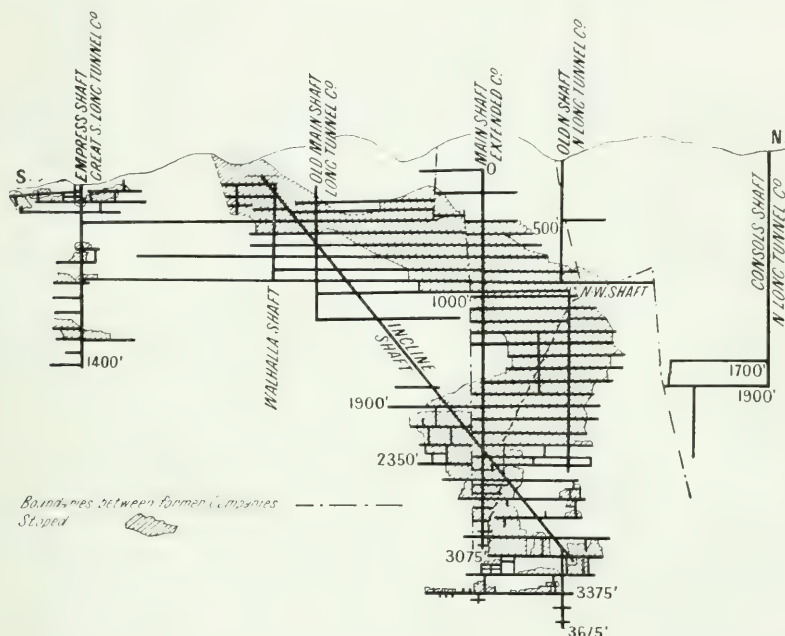 EMPRESS SHAFT
GREAT S. LONG TUNNEL Cº
OLD MAIN SHAFT
LONG TUNNEL Cº
MAIN SHAFT
EXTENDED Cº
OLD N SHAFT
N LONG TUNNEL Cº
S
N
0
500'
CONSOLS SHAFT
N LONG TUNNEL Cº
N-W. SHAFT
1000'
WALHALLA SHAFT
INCLINE
SHAFT
1400'
1700'
1900'
1900'
2350'
Boundaries between former Companies
Stoped
3075'
3375'
3675'